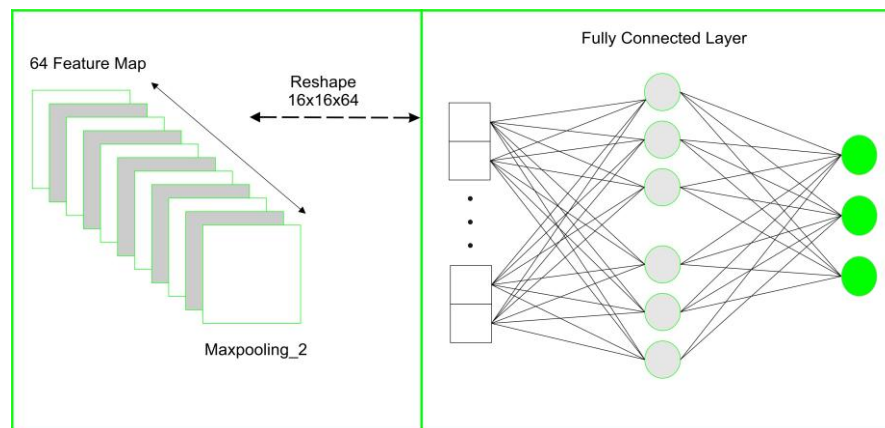 64 Feature Map
Reshape
16x16x64
Maxpooling_2
Fully Connected Layer